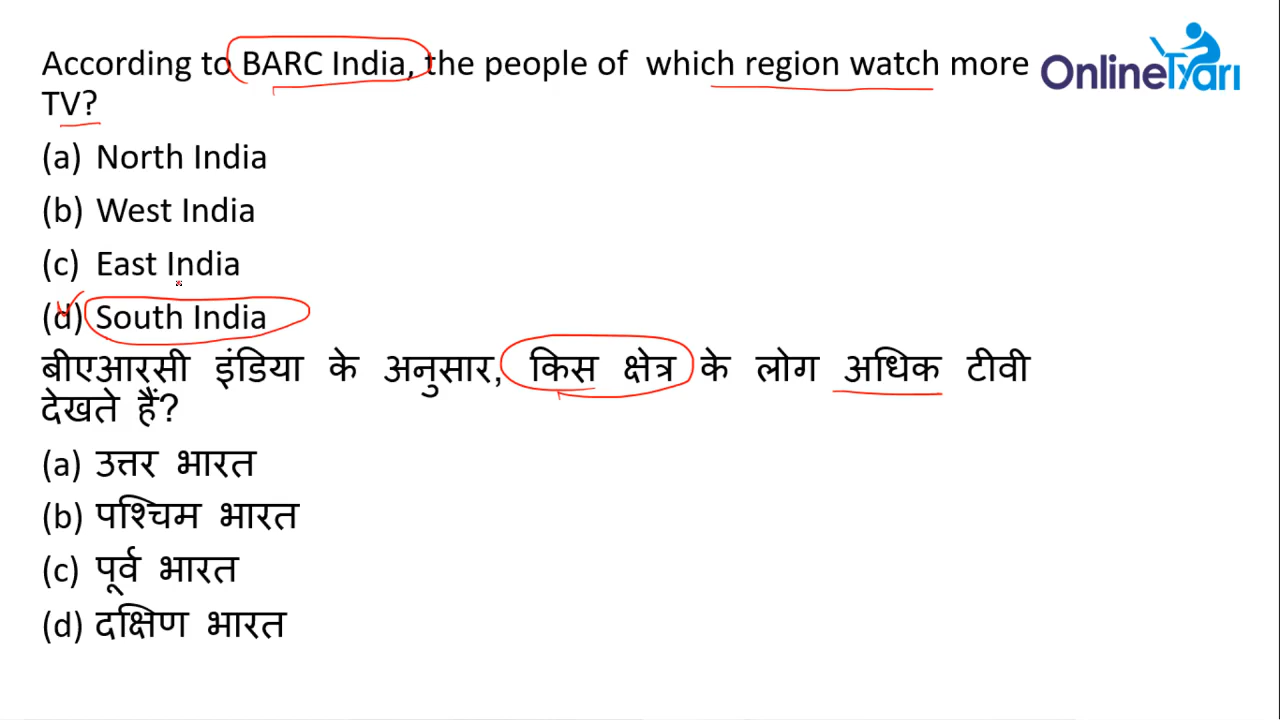 According to BARC India, the people of which region watch more
TV?
(a) North India
(b) West India
(c) East India
(d) South India
बीएआरसी इंडिया के अनुसार, किस क्षेत्र के लोग अधिक टीवी
देखते हैं?
(a) उत्तर भारत
(b) पश्चिम भारत
(c) पूर्व भारत
(d) दक्षिण भारत
OnlineTyari